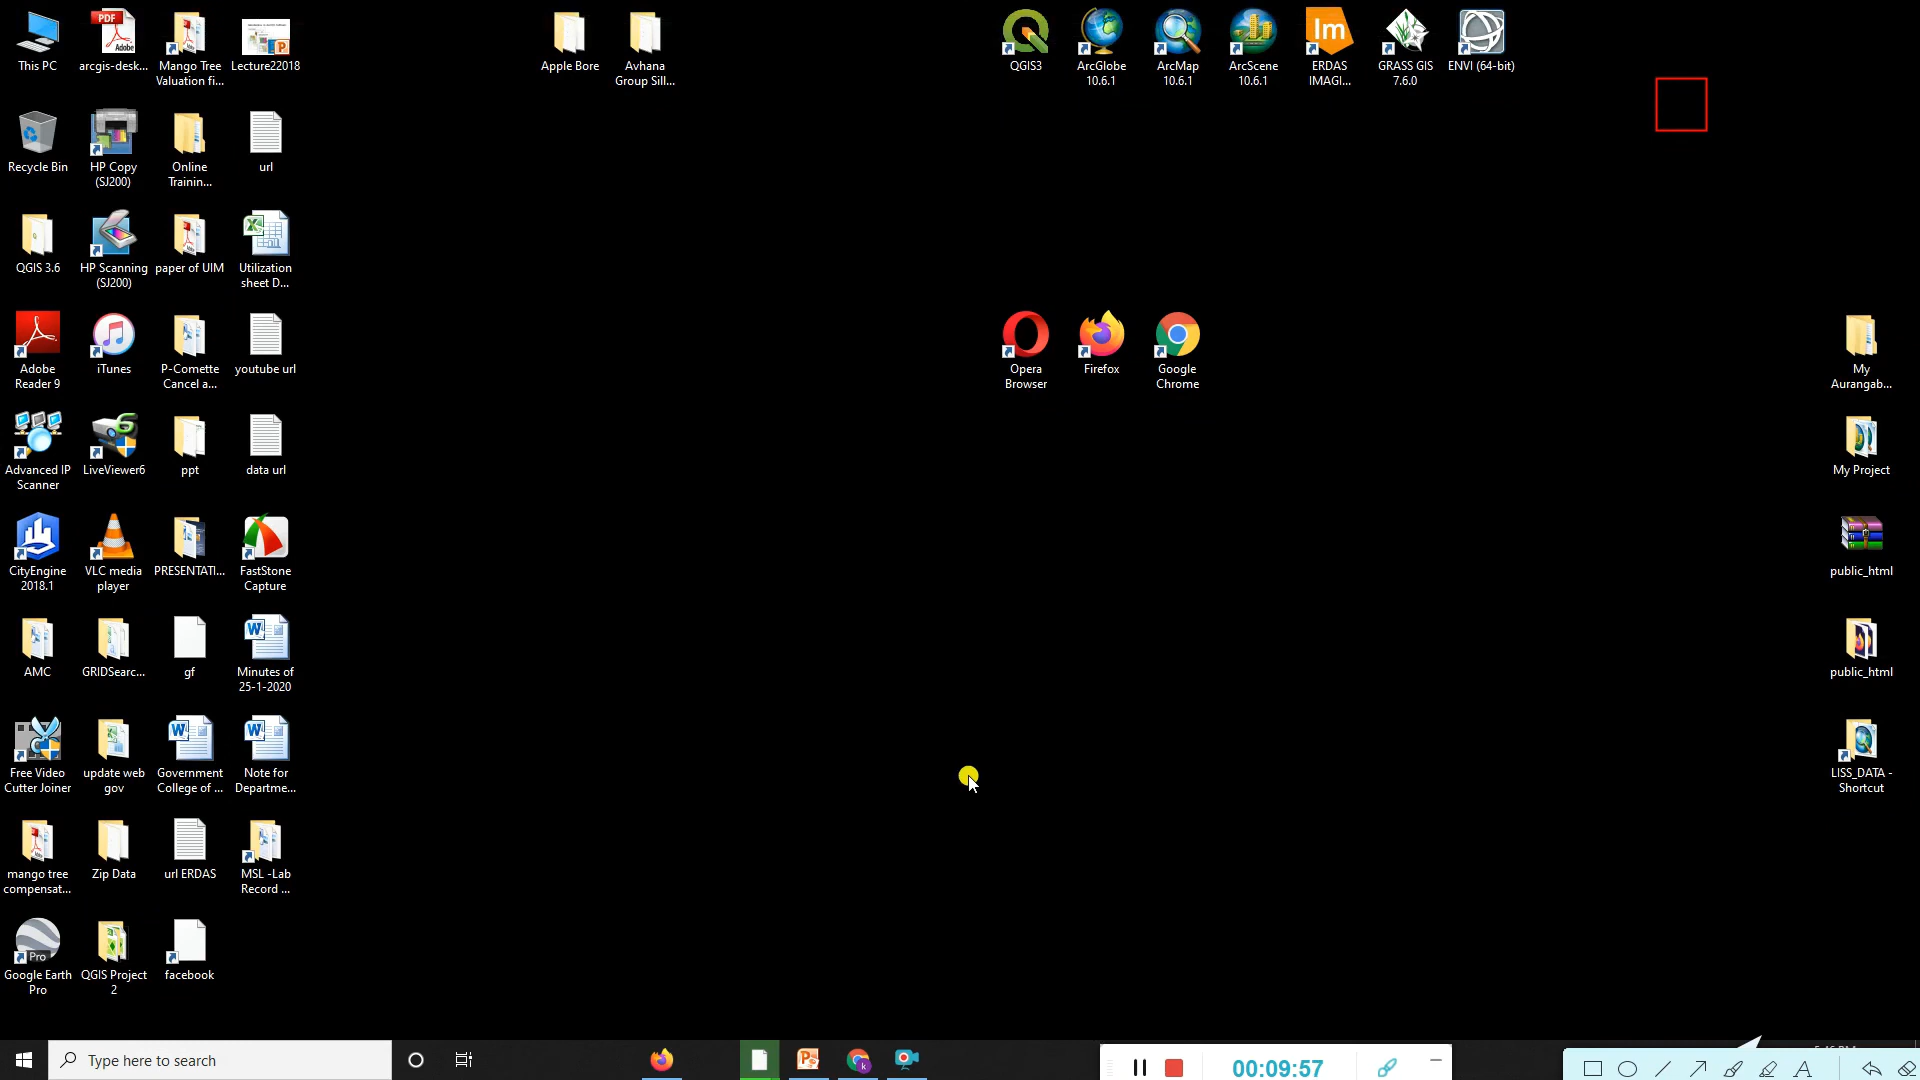 This PC
arcgis-desk...
Mango Tree
Valuation fi...
Lecture22018
Apple Bore
Avhana
Group Sill...
QGIS3
ArcGlobe
10.6.1
ArcMap
10.6.1
ArcScene
10.6.1
ERDAS
IMAGI...
GRASS GIS
7.6.0
ENVI (64-bit)
Recycle Bin
HP Copy
(SJ200)
Online
Trainin...
url
QGIS 3.6
HP Scanning
(SJ200)
paper of UIM
Utilization
sheet D...
Adobe
Reader 9
iTunes
P-Comette
Cancel a...
youtube url
Opera
Browser
Firefox
Google
Chrome
My
Aurangab...
Advanced IP
Scanner
LiveViewer6
ppt
data url
My Project
CityEngine
2018.1
VLC media
player
PRESENTATI...
FastStone
Capture
public_html
AMC
GRIDSearc...
gf
Minutes of
25-1-2020
public_html
Free Video
Cutter Joiner
update web
gov
Government
College of ...
Note for
Departme...
LISS_DATA -
Shortcut
mango tree
compensat...
Zip Data
url ERDAS
MSL -Lab
Record ...
Google Earth
Pro
QGIS Project
2
facebook
Type here to search
00:09:57